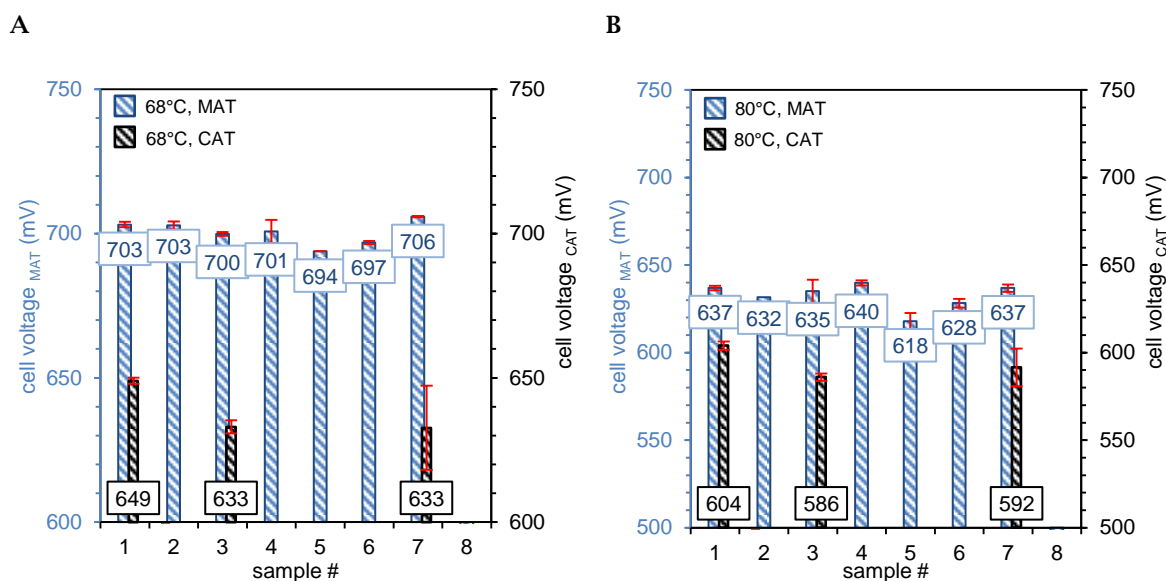 A
750
700
650
600
cell voltage MAT (mV)
68°C, MAT
68°C, CAT
703
703
700
701
694
697
706
649
633
633
1 2 3 4 5 6 7 8
sample #
750
700
650
600
cell voltage CAT (mV)
B
750
700
650
600
550
500
cell voltage MAT (mV)
80°C, MAT
80°C, CAT
637
632
635
640
618
628
637
604
586
592
1 2 3 4 5 6 7 8
sample #
750
700
650
600
550
500
cell voltage CAT (mV)